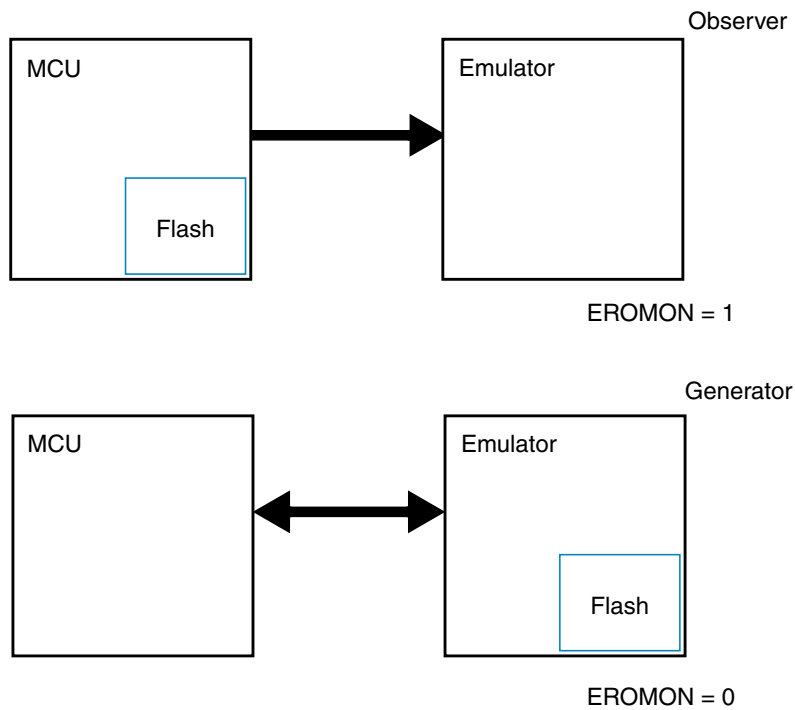 Observer
MCU
Emulator
Flash
EROMON = 1
Generator
MCU
Emulator
Flash
EROMON = 0